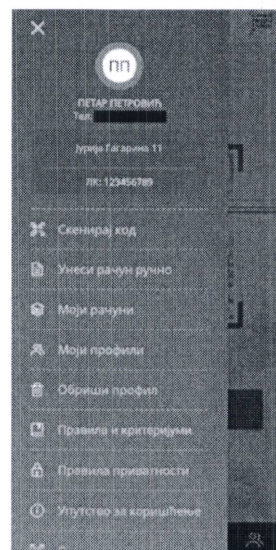 ПП
ПЕТАР ПЕТРОВИЋ
Тел:
Јурија Гагарина 11
ЛК: 123456789
Скенирај код
Унеси рачун ручно
Моји рачуни
Моји профили
Обриши профил
Правила и критеријуми
Правила приватности
Упутство за коришћење